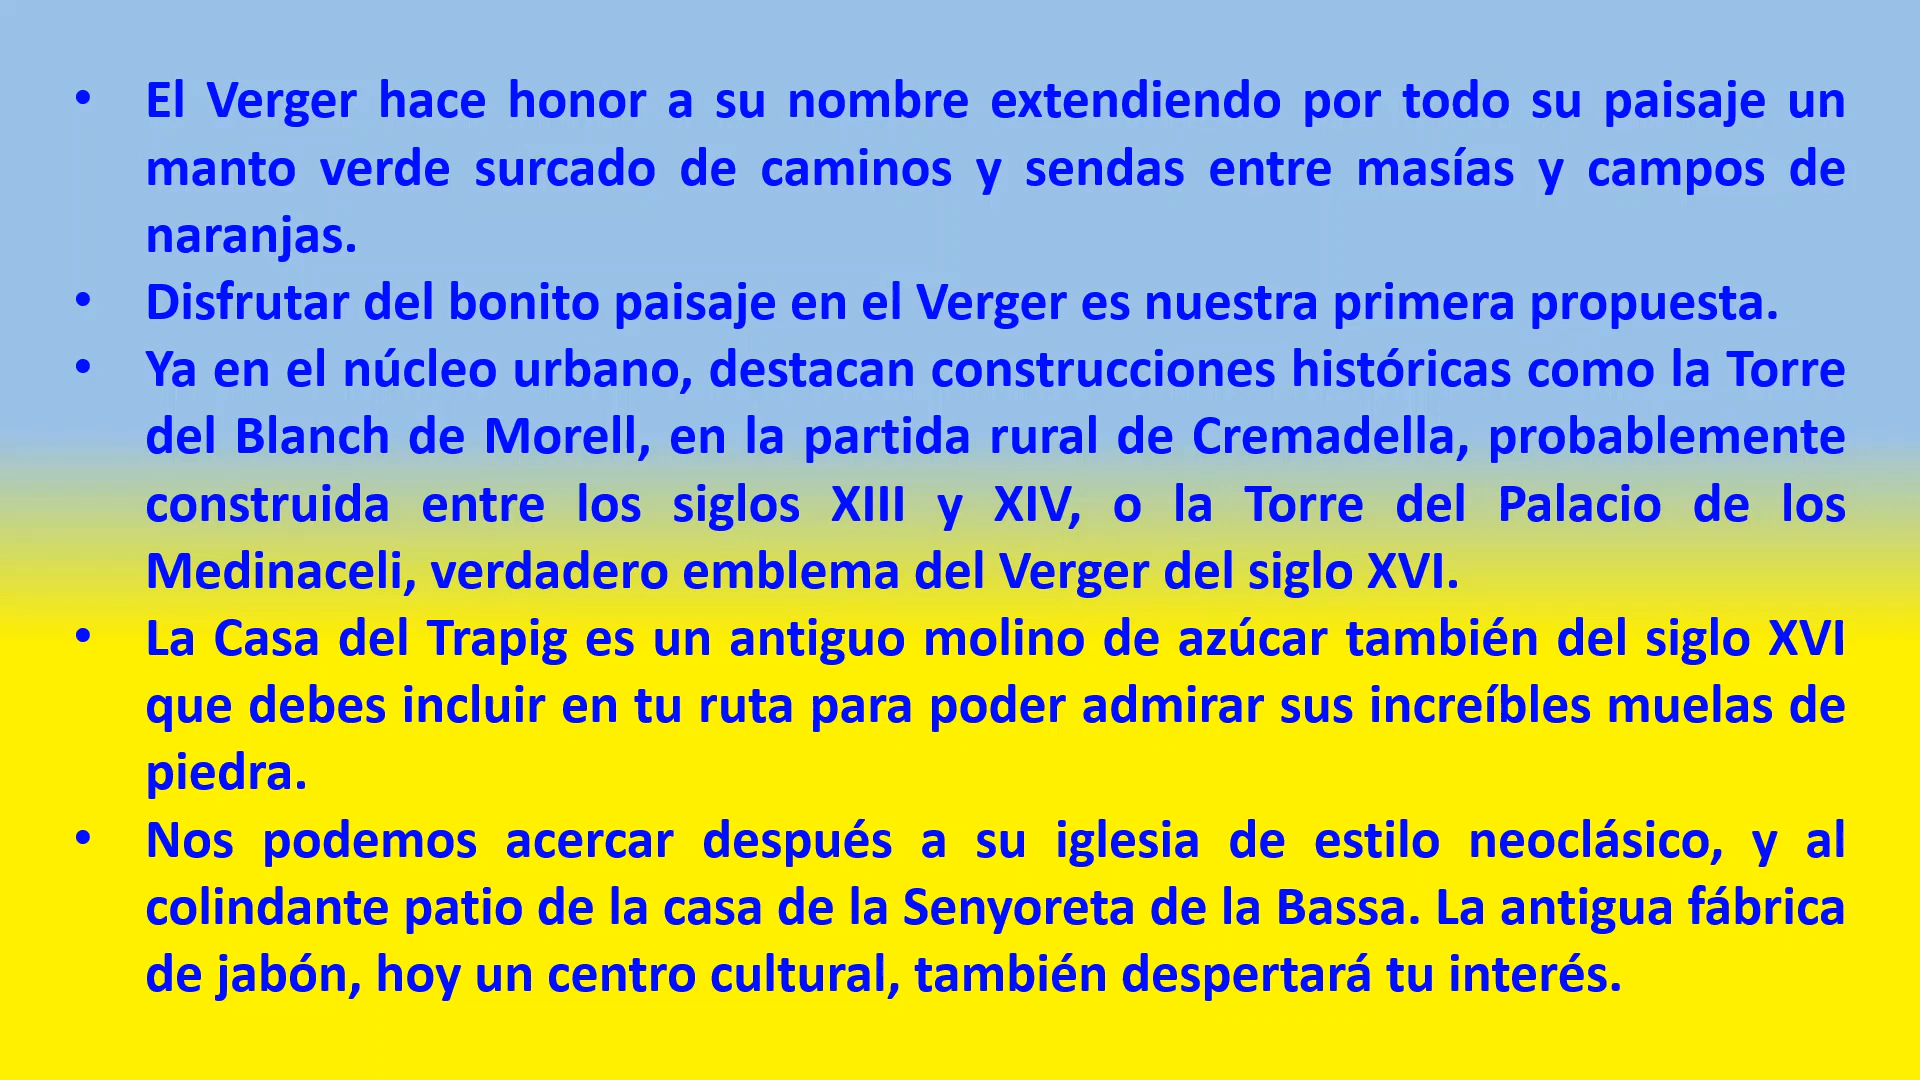 • El Verger hace honor a su nombre extendiendo por todo su paisaje un
manto verde surcado de caminos y sendas entre masías y campos de
naranjas.
• Disfrutar del bonito paisaje en el Verger es nuestra primera propuesta.
• Ya en el núcleo urbano, destacan construcciones históricas como la Torre
del Blanch de Morell, en la partida rural de Cremadella, probablemente
construida entre los siglos XIII y XIV, o la Torre del Palacio de los
Medinaceli, verdadero emblema del Verger del siglo XVI.
• La Casa del Trapig es un antiguo molino de azúcar también del siglo XVI
que debes incluir en tu ruta para poder admirar sus increíbles muelas de
piedra.
• Nos podemos acercar después a su iglesia de estilo neoclásico, y al
colindante patio de la casa de la Senyoreta de la Bassa. La antigua fábrica
de jabón, hoy un centro cultural, también despertará tu interés.